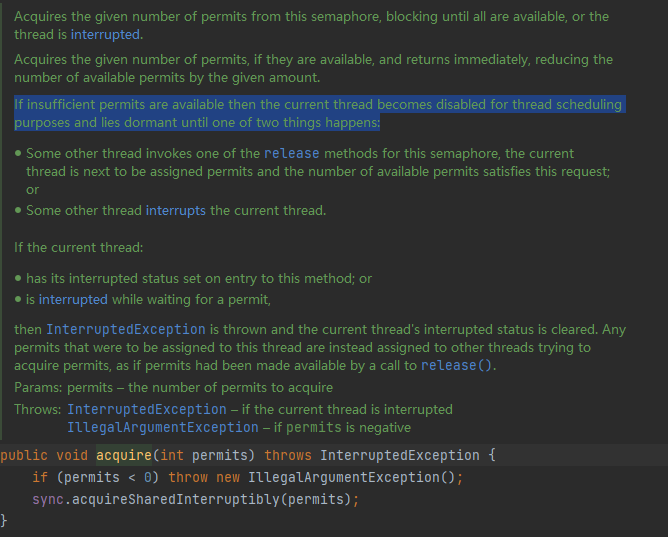 Acquires the given number of permits from this semaphore, blocking until all are available, or the
thread is interrupted.
Acquires the given number of permits, if they are available, and returns immediately, reducing the
number of available permits by the given amount.
If insufficient permits are available then the current thread becomes disabled for thread scheduling
purposes and lies dormant until one of two things happens:
• Some other thread invokes one of the release methods for this semaphore, the current
thread is next to be assigned permits and the number of available permits satisfies this request;
or
• Some other thread interrupts the current thread.
If the current thread:
• has its interrupted status set on entry to this method; or
• is interrupted while waiting for a permit,
then InterruptedException is thrown and the current thread's interrupted status is cleared. Any
permits that were to be assigned to this thread are instead assigned to other threads trying to
acquire permits, as if permits had been made available by a call to release().
Params: permits – the number of permits to acquire
Throws: InterruptedException – if the current thread is interrupted
IllegalArgumentException – if permits is negative
public void acquire(int permits) throws InterruptedException {
if (permits < 0) throw new IllegalArgumentException();
sync.acquireSharedInterruptibly(permits);
}